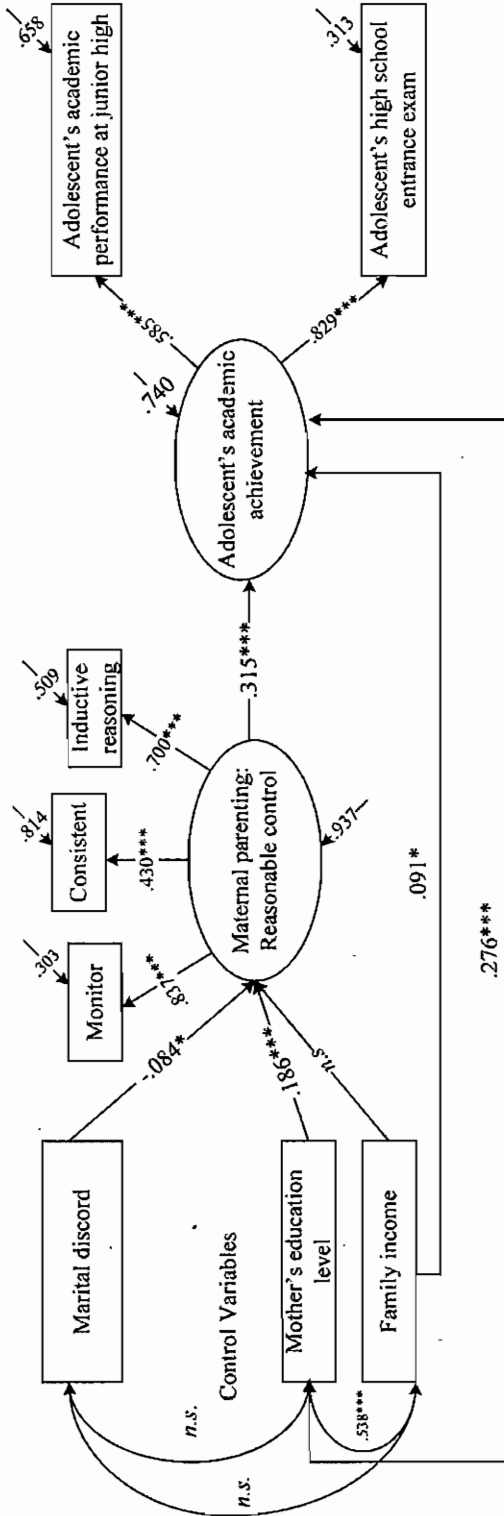 Marital discord
Control Variables
Mother's education
level
Family income
n.s.
n.s.
.538***
-.084*
.186***
n.s
.303
Monitor
.837***
.814
Consistent
.430***
.509
Inductive
reasoning
.700***
Maternal parenting:
Reasonable control
.937
.315***
.091*
.276***
.740
Adolescent's academic
achievement
.585***
.829***
.658
Adolescent's academic
performance at junior high
.313
Adolescent's high school
entrance exam